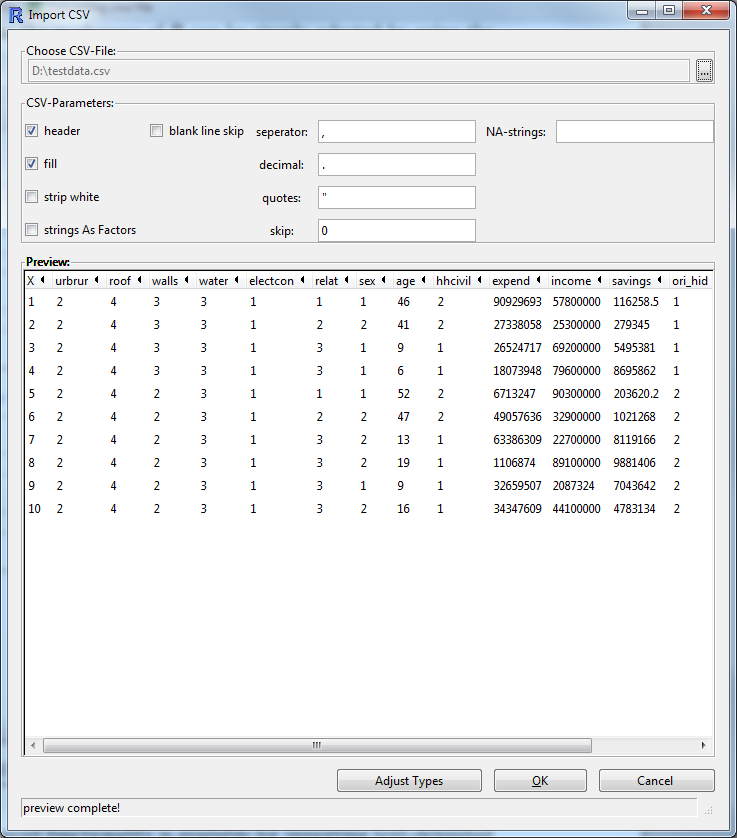 Import CSV
Choose CSV-File:
D:\testdata.csv
...
CSV-Parameters:
header blank line skip seperator: , NA-strings:
fill decimal: .
strip white quotes: "
strings As Factors skip: 0
Preview:
X urbrur roof walls water electcon relat sex age hhcivil expend income savings ori_hid
1 2 4 3 3 1 1 1 46 2 90929693 57800000 116258.5 1
2 2 4 3 3 1 2 2 41 2 27338058 25300000 279345 1
3 2 4 3 3 1 3 1 9 1 26524717 69200000 5495381 1
4 2 4 3 3 1 3 1 6 1 18073948 79600000 8695862 1
5 2 4 2 3 1 1 1 52 2 6713247 90300000 203620.2 2
6 2 4 2 3 1 2 2 47 2 49057636 32900000 1021268 2
7 2 4 2 3 1 3 2 13 1 63386309 22700000 8119166 2
8 2 4 2 3 1 3 2 19 1 1106874 89100000 9881406 2
9 2 4 2 3 1 3 1 9 1 32659507 2087324 7043642 2
10 2 4 2 3 1 3 2 16 1 34347609 44100000 4783134 2
Adjust Types OK Cancel
preview complete!